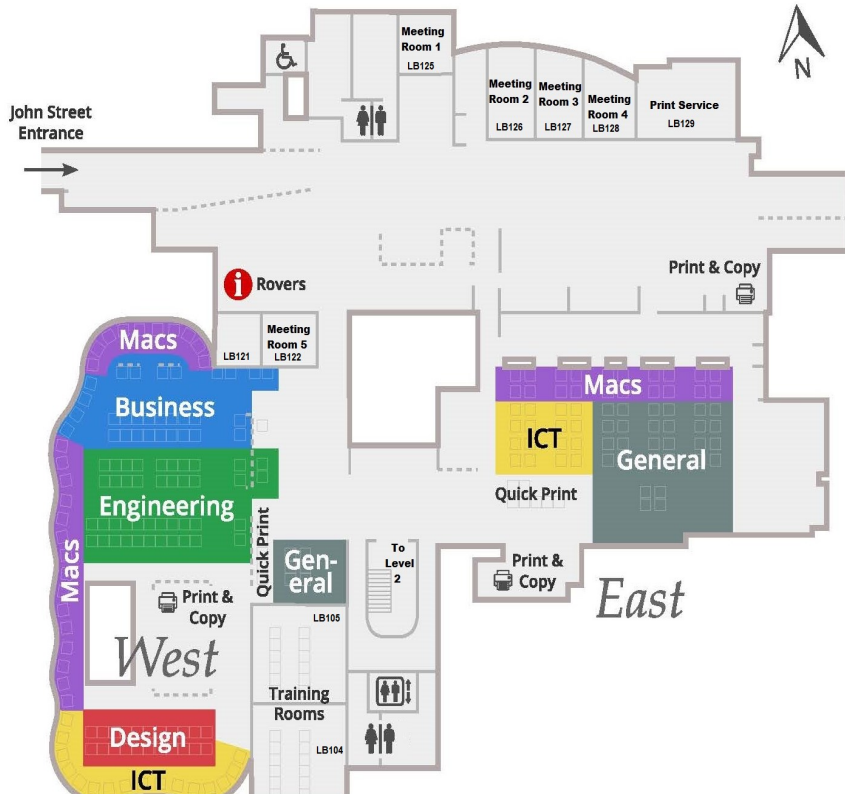 Meeting
Room 1
LB125
N
John Street
Entrance
Meeting
Room 2
LB126
Meeting
Room 3
LB127
Meeting
Room 4
LB128
Print Service
LB129
i Rovers
Print & Copy
LB121
Meeting
Room 5
LB122
Macs
Business
Macs
ICT
General
Engineering
Quick Print
Macs
Quick Print
Gen-
eral
To
Level
2
Print &
Copy
East
Print &
Copy
West
LB105
Training
Rooms
LB104
Design
ICT